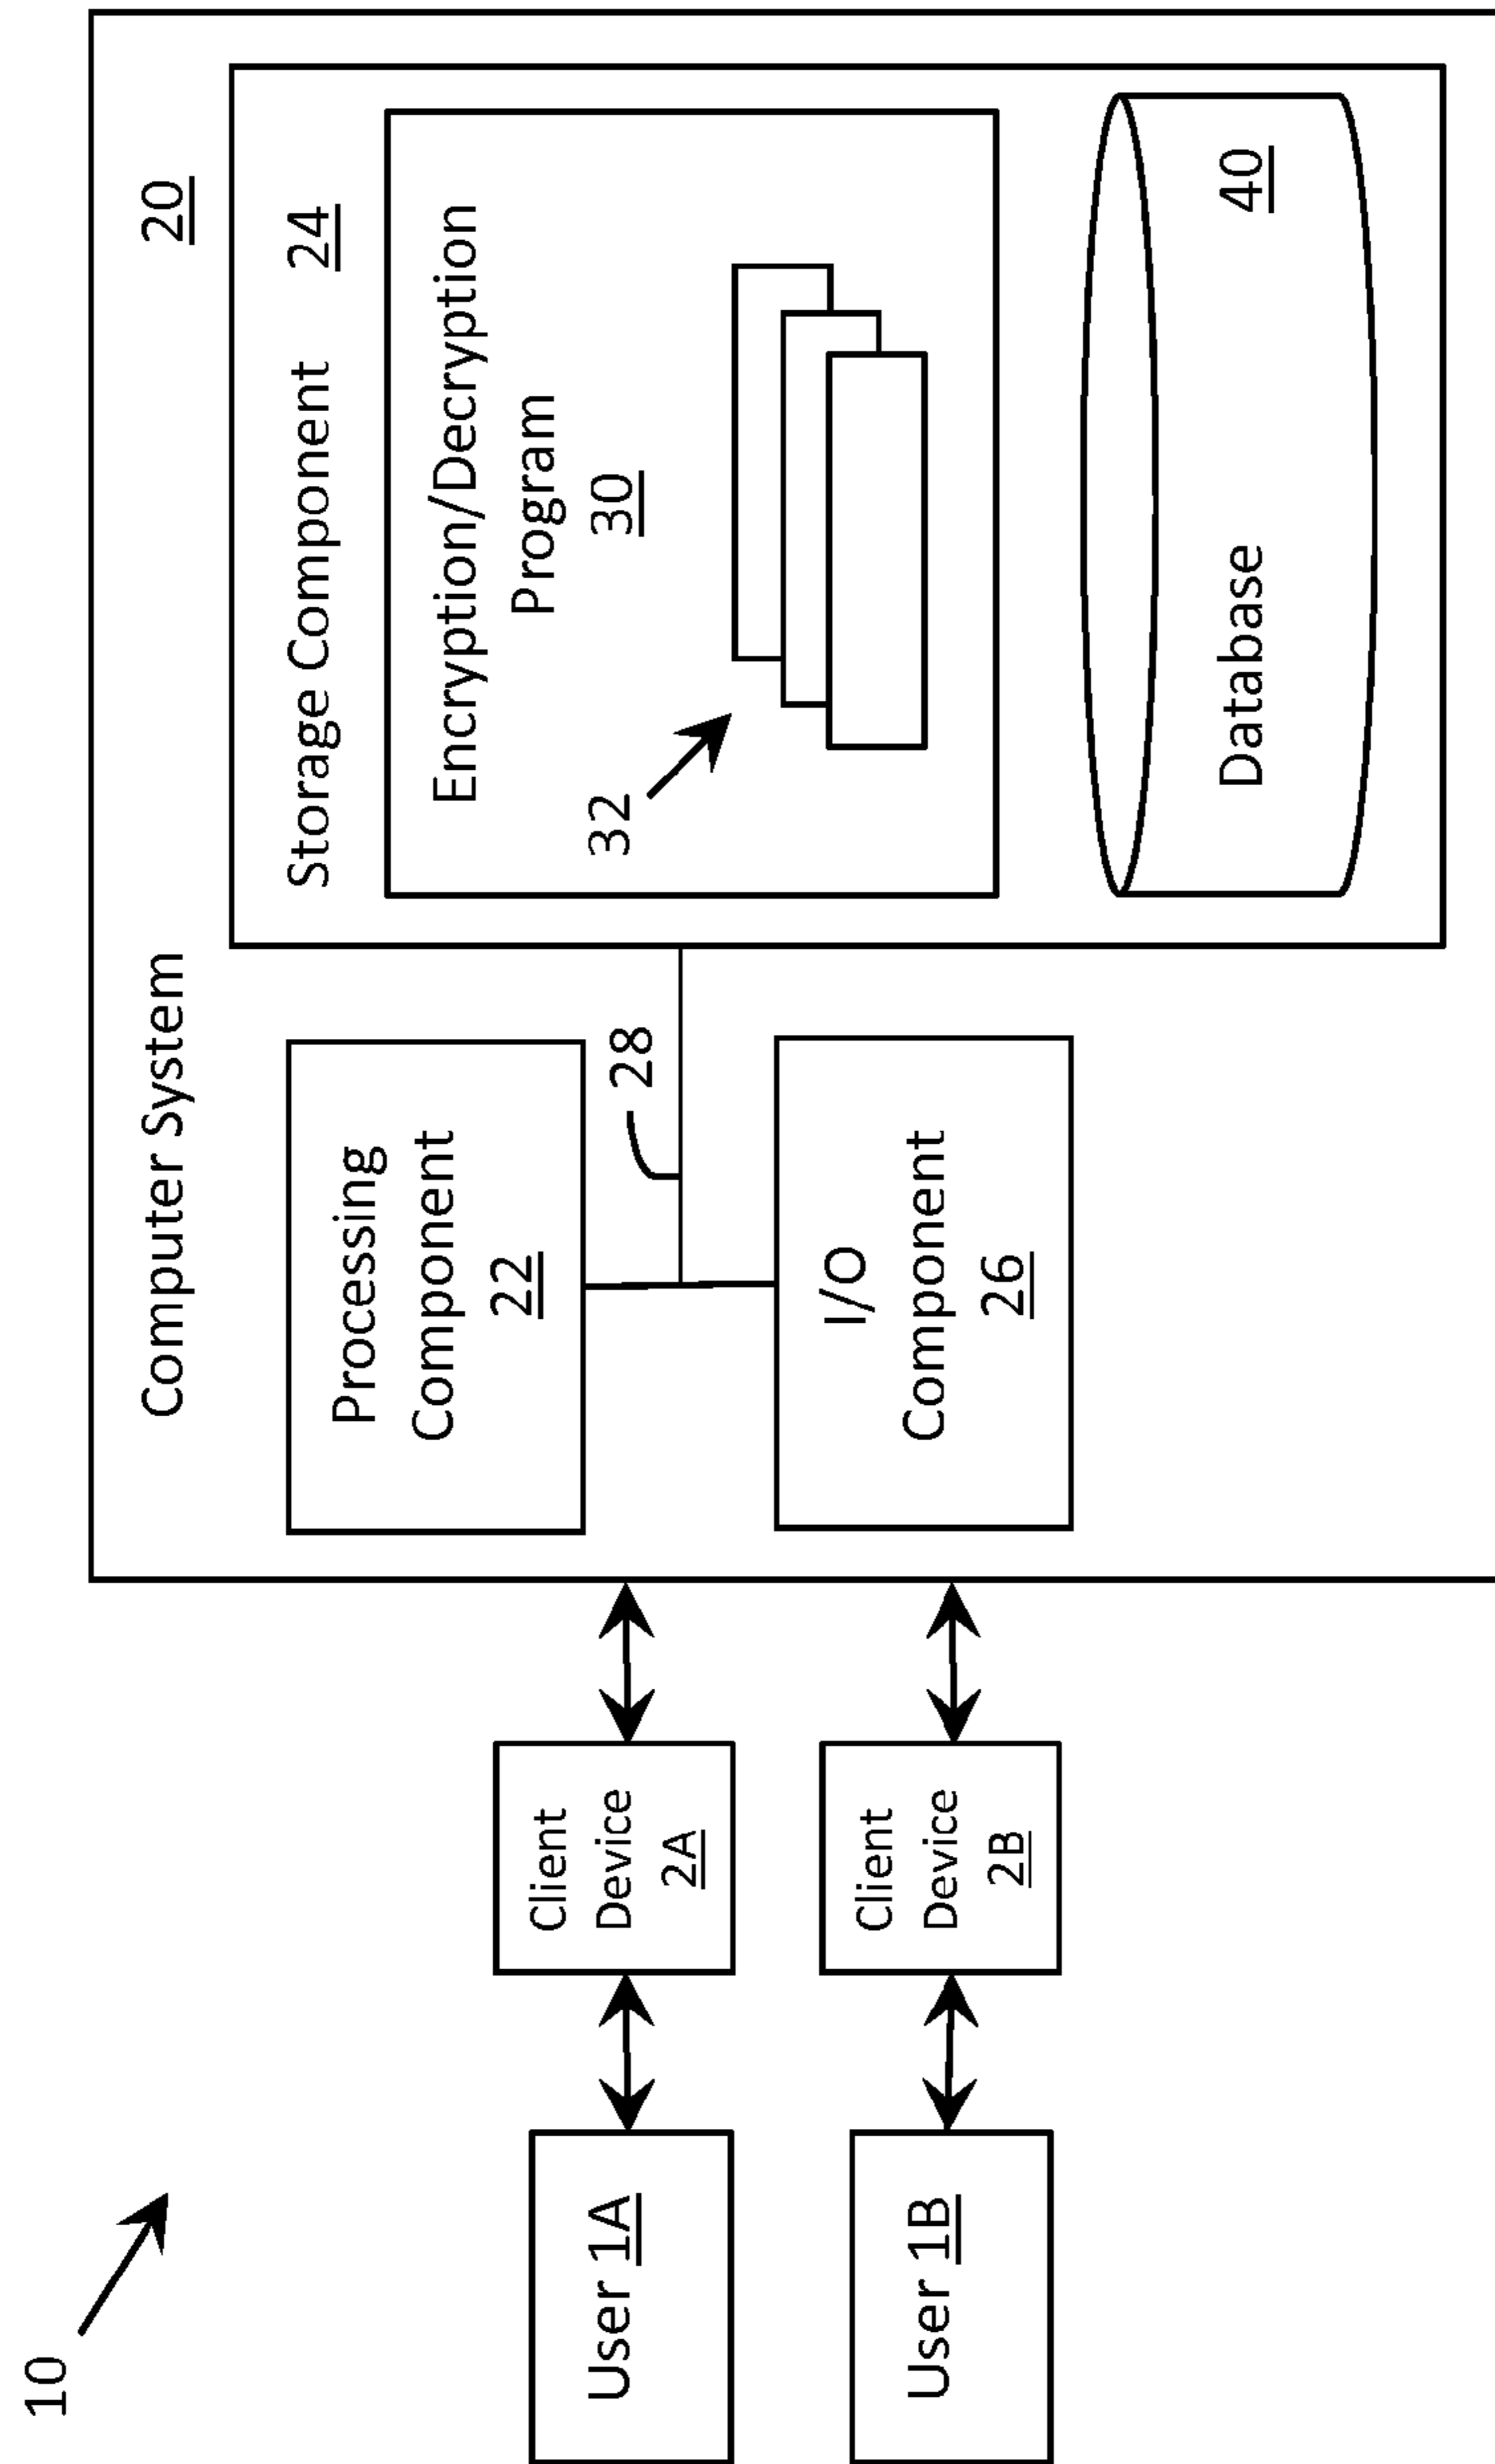 10
Computer System
20
Storage Component 24
Encryption/Decryption
Program
30
32
Processing
Component
22
28
I/O
Component
26
Database
40
Client
Device
2A
Client
Device
2B
User 1A
User 1B